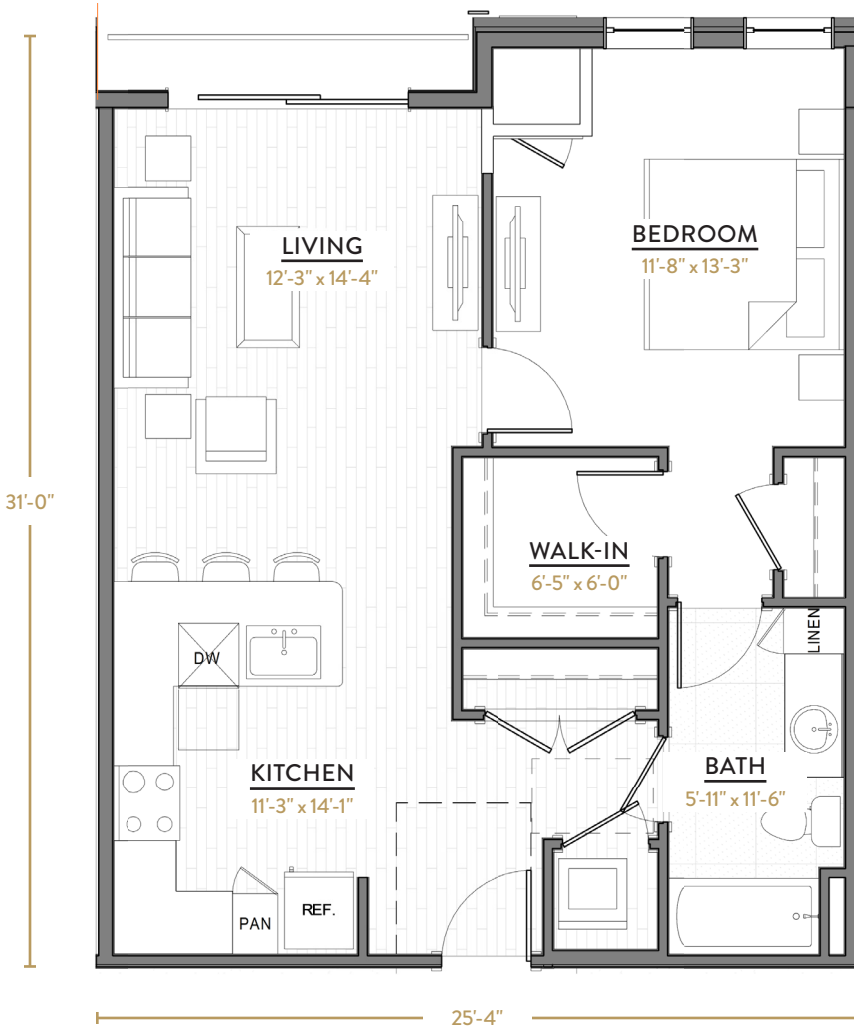 LIVING
12'-3" x 14'-4"
BEDROOM
11'-8" x 13'-3"
31'-0"
WALK-IN
6'-5" x 6'-0"
LINEN
DW
KITCHEN
11'-3" x 14'-1"
BATH
5'-11" x 11'-6"
PAN
REF.
25'-4"